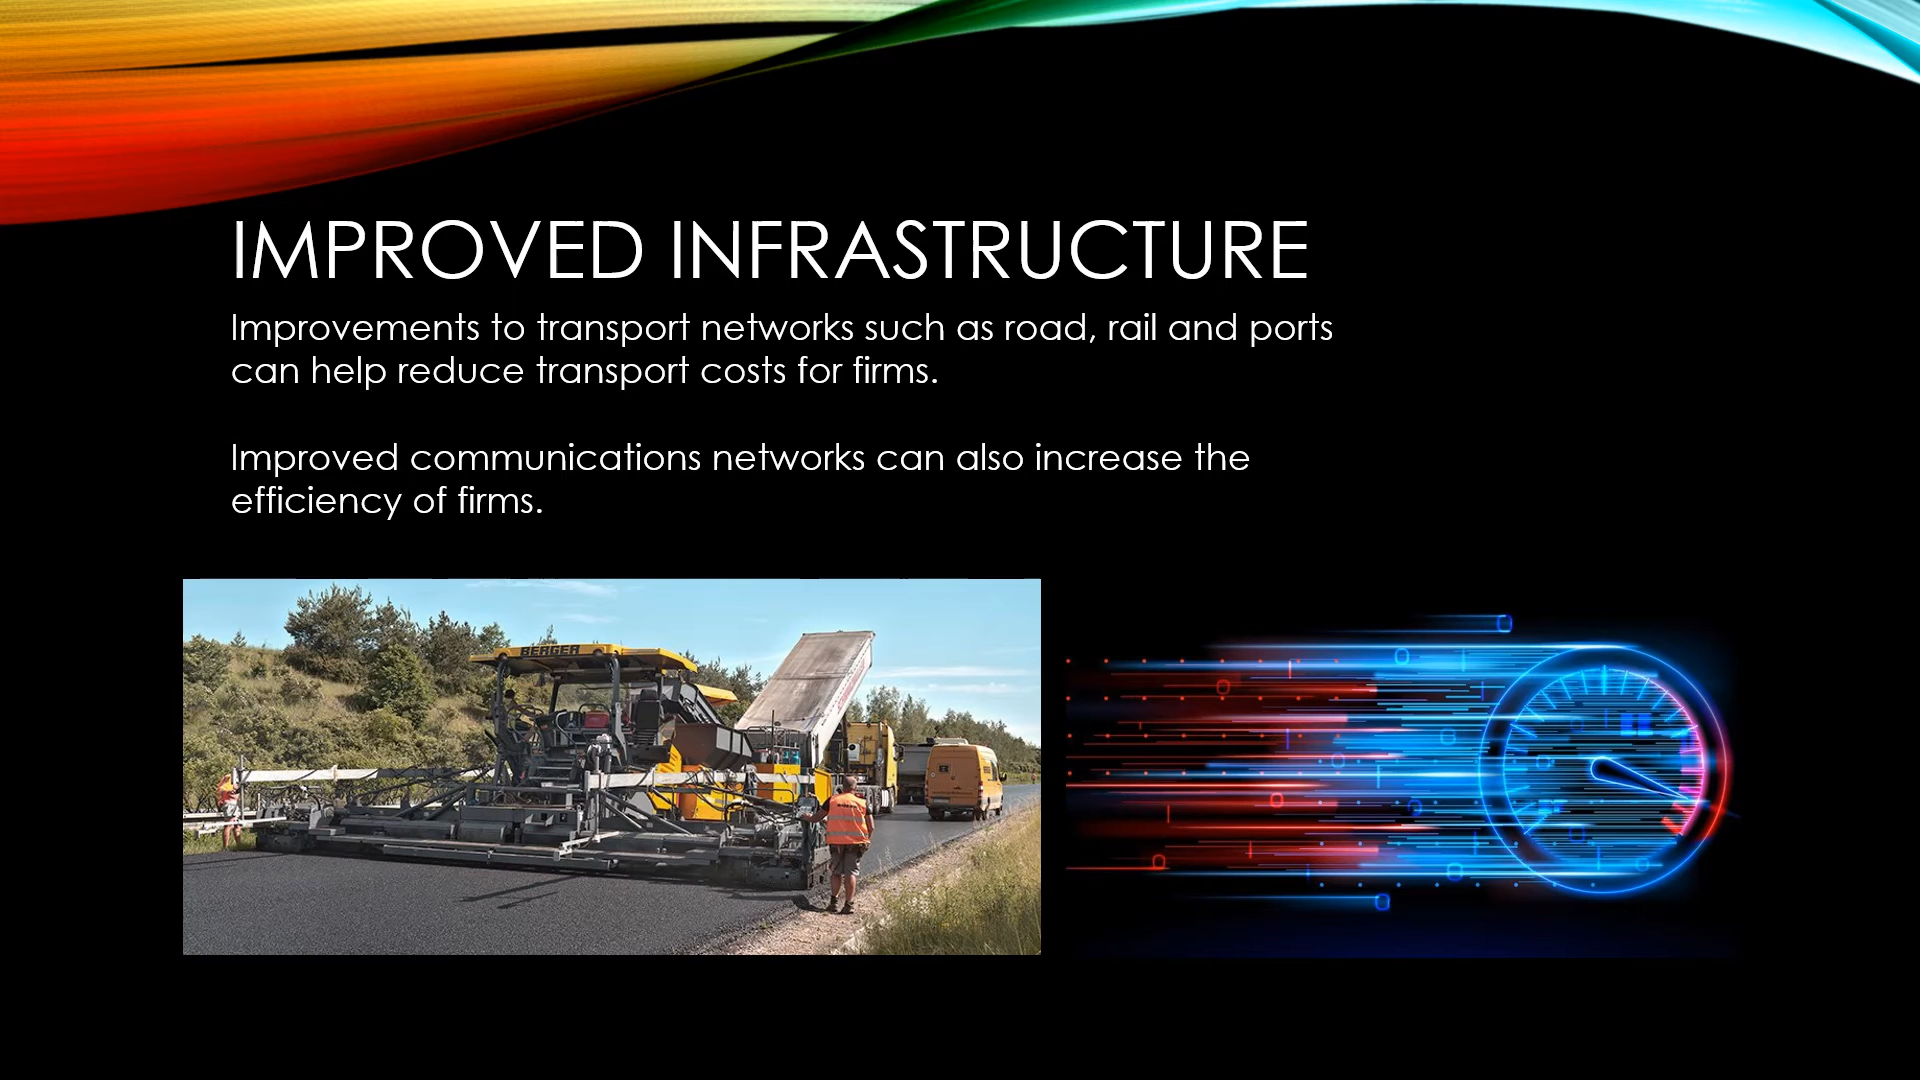 IMPROVED INFRASTRUCTURE
Improvements to transport networks such as road, rail and ports
can help reduce transport costs for firms.
Improved communications networks can also increase the
efficiency of firms.
BERGER